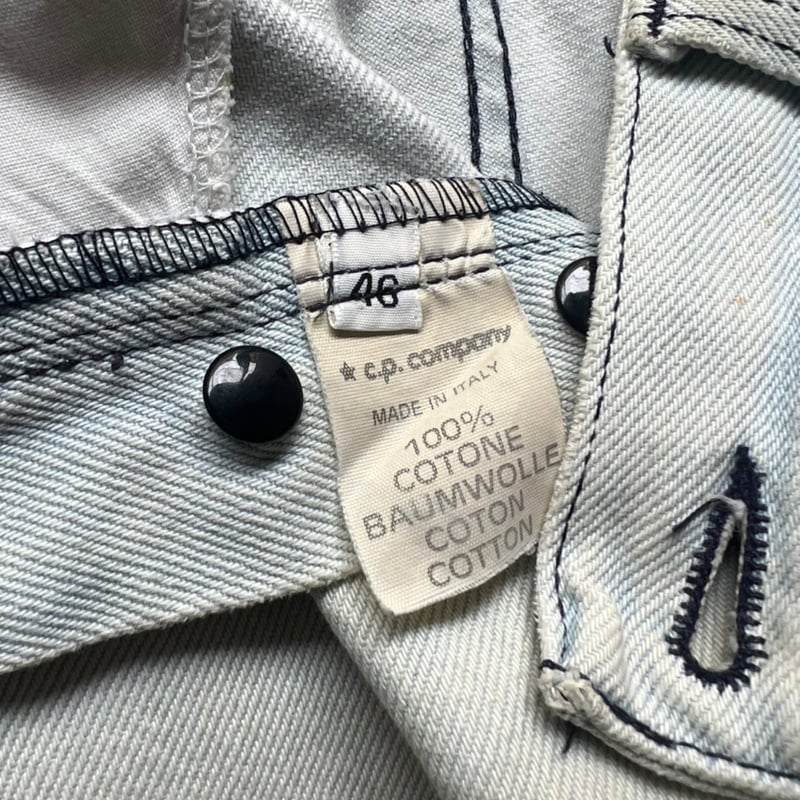 46
★ c.p. company
MADE IN ITALY
100%
COTONE
BAUMWOLLE
COTON
COTTON